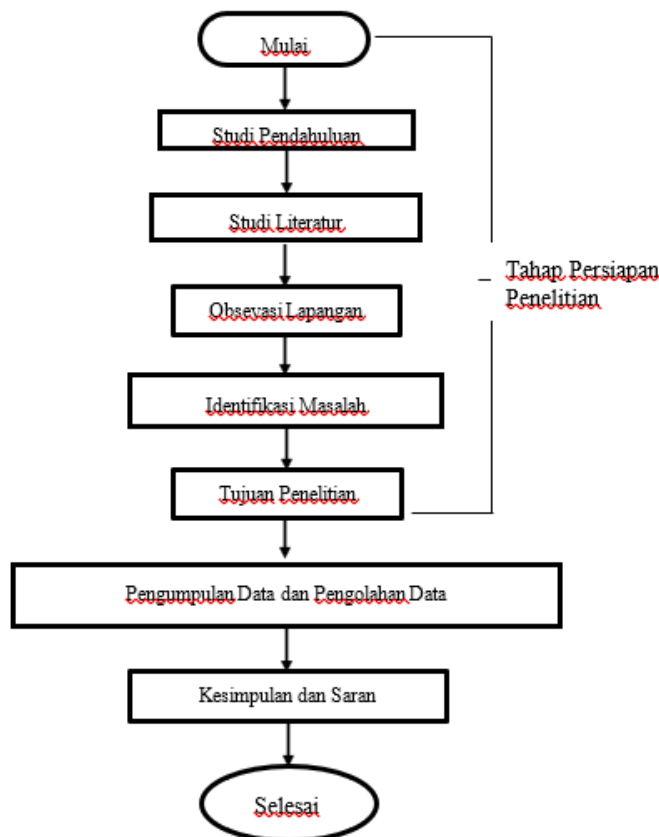 Mulai
Studi Pendahuluan
Studi Literatur
Obsevasi Lapangan
Identifikasi Masalah
Tujuan Penelitian
Tahap Persiapan
Penelitian
Pengumpulan Data dan Pengolahan Data
Kesimpulan dan Saran
Selesai